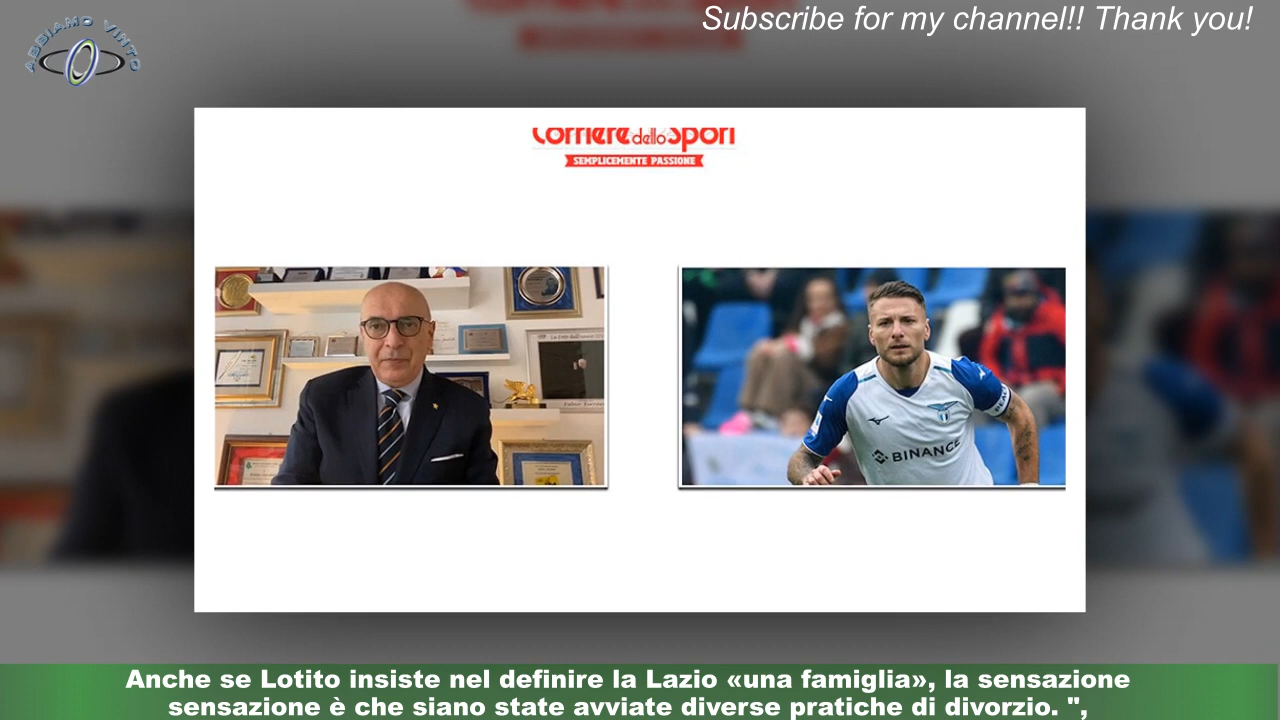 Subscribe for my channel!! Thank you!
ABBIAMO VINTO
Corriere dello Sport
SEMPLICEMENTE PASSIONE
BINANCE
Anche se Lotito insiste nel definire la Lazio «una famiglia», la sensazione
sensazione è che siano state avviate diverse pratiche di divorzio. ",